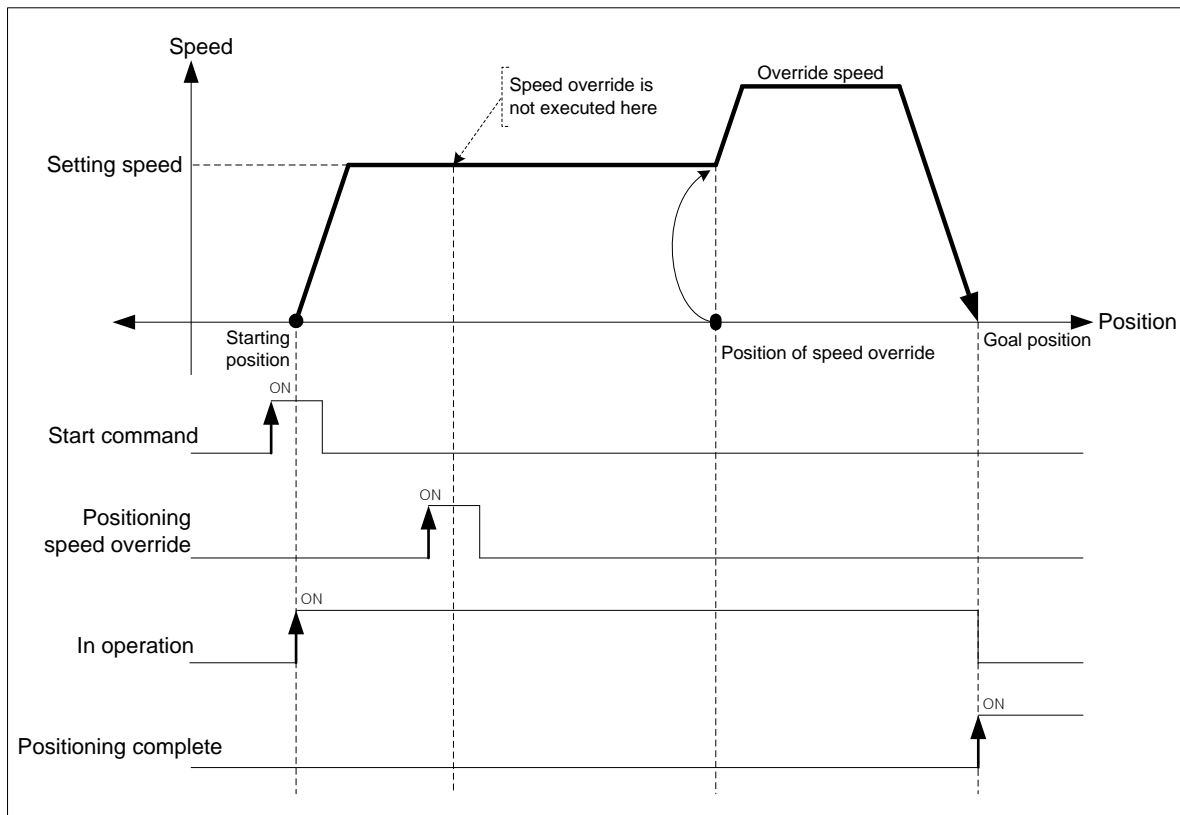 Speed
Speed override is
not executed here
Override speed
Setting speed
Starting
position
Position of speed override
Goal position
Position
ON
Start command
ON
Positioning
speed override
ON
In operation
ON
Positioning complete